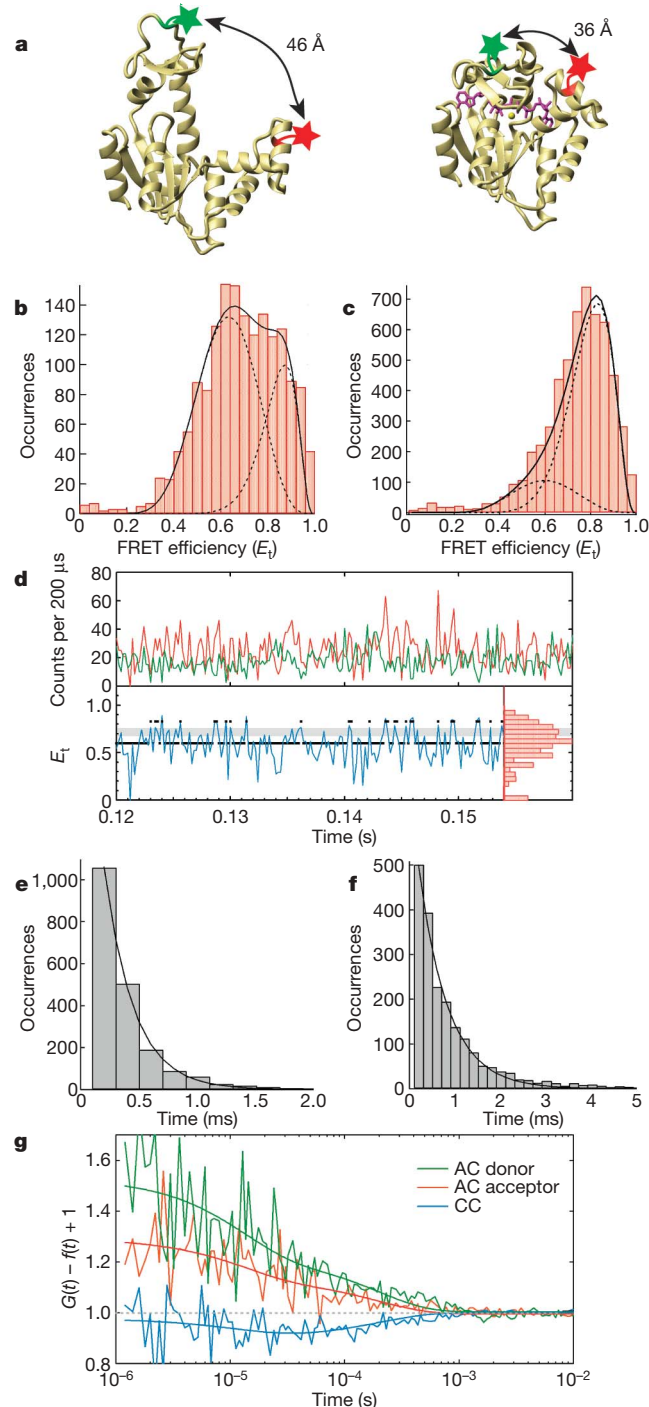 a
46 Å
36 Å
b
Occurrences
140
120
100
80
60
40
20
0
0 0.2 0.4 0.6 0.8 1.0
FRET efficiency (Et)
c
Occurrences
700
600
500
400
300
200
100
0
0 0.2 0.4 0.6 0.8 1.0
FRET efficiency (Et)
d
Counts per 200 μs
80
60
40
20
0
Et
1.0
0.5
0
0.12 0.13 0.14 0.15
Time (s)
e
Occurrences
1,000
800
600
400
200
0
0 0.5 1.0 1.5 2.0
Time (ms)
f
Occurrences
500
400
300
200
100
0
0 1 2 3 4 5
Time (ms)
g
G(t) − f(t) + 1
1.6
1.4
1.2
1.0
0.8
AC donor
AC acceptor
CC
10−6 10−5 10−4 10−3 10−2
Time (s)